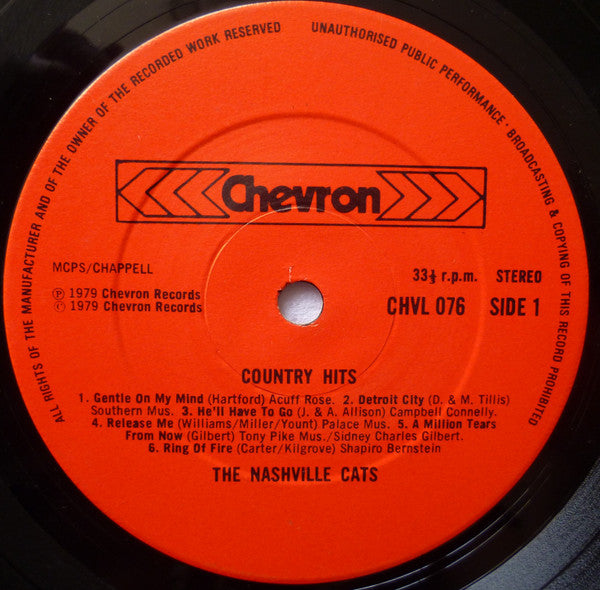 ALL RIGHTS OF THE MANUFACTURER AND OF THE OWNER OF THE RECORDED WORK RESERVED
UNAUTHORISED PUBLIC PERFORMANCE · BROADCASTING & COPYING OF THIS RECORD PROHIBITED
Chevron
MCPS/CHAPPELL
33⅓ r.p.m. STEREO
℗ 1979 Chevron Records
© 1979 Chevron Records
CHVL 076 SIDE 1
COUNTRY HITS
1. Gentle On My Mind (Hartford) Acuff Rose. 2. Detroit City (D. & M. Tillis)
Southern Mus. 3. He'll Have To Go (J. & A. Allison) Campbell Connelly.
4. Release Me (Williams/Miller/Yount) Palace Mus. 5. A Million Tears
From Now (Gilbert) Tony Pike Mus./Sidney Charles Gilbert.
6. Ring Of Fire (Carter/Kilgrove) Shapiro Bernstein
THE NASHVILLE CATS